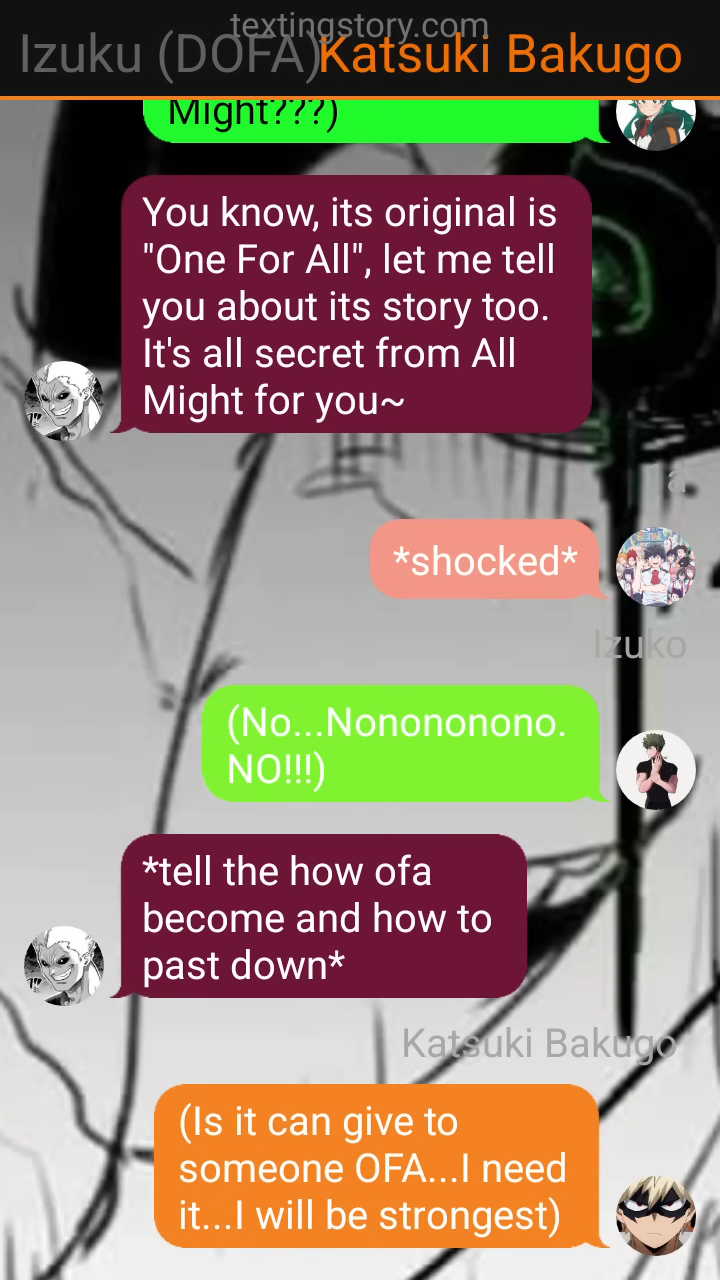 textingstory.com
Izuku (DOFA) Katsuki Bakugo
Might???)
You know, its original is
"One For All", let me tell
you about its story too.
It's all secret from All
Might for you~
a
*shocked*
Izuko
(No...Nonononono.
NO!!!)
*tell the how ofa
become and how to
past down*
Katsuki Bakugo
(Is it can give to
someone OFA...I need
it...I will be strongest)